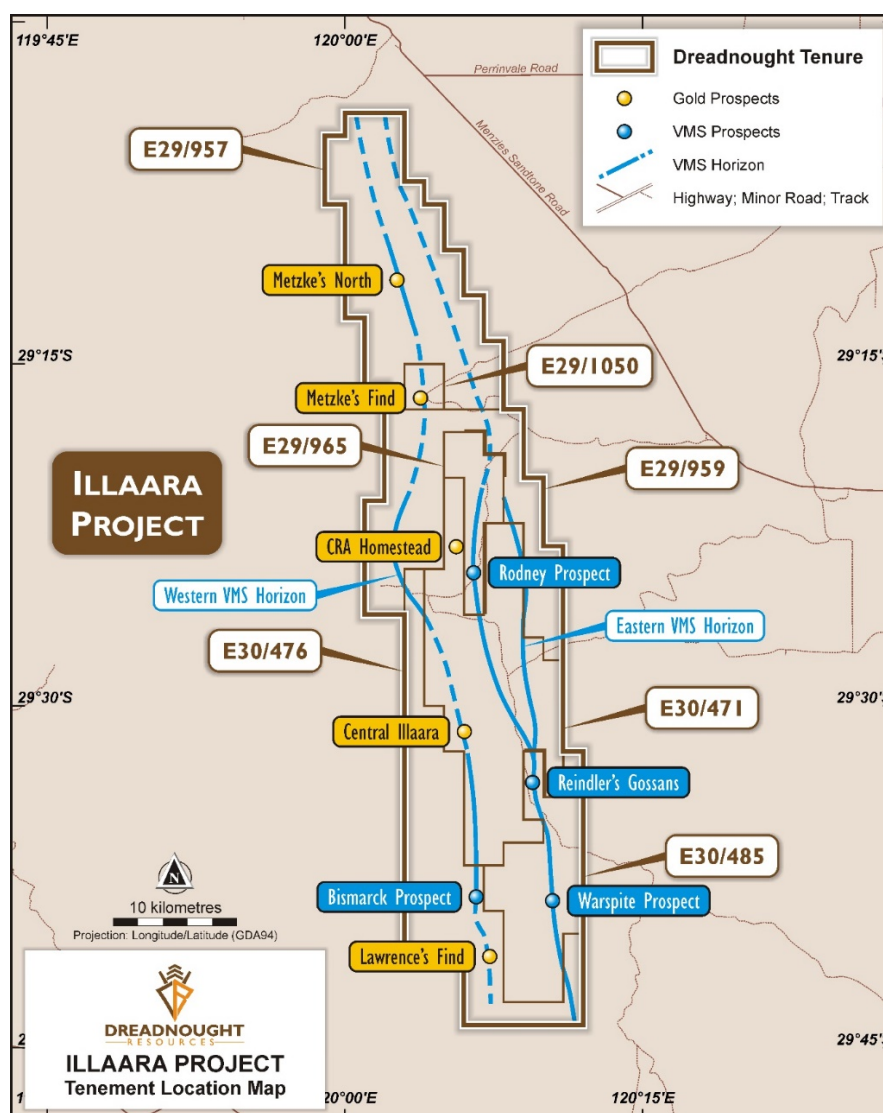 119°45'E
120°00'E
Dreadnought Tenure
Gold Prospects
VMS Prospects
VMS Horizon
Highway; Minor Road; Track
Perrinvale Road
Menzies Sandstone Road
E29/957
Metzke's North
29°15'S
29°15'S
E29/1050
Metzke's Find
E29/965
E29/959
ILLAARA
PROJECT
CRA Homestead
Rodney Prospect
Western VMS Horizon
Eastern VMS Horizon
E30/476
29°30'S
29°30'S
E30/471
Central Illaara
Reindler's Gossans
E30/485
N
10 kilometres
Projection: Longitude/Latitude (GDA94)
Bismarck Prospect
Warspite Prospect
Lawrence's Find
DREADNOUGHT
RESOURCES
ILLAARA PROJECT
Tenement Location Map
29°45'S
120°15'E